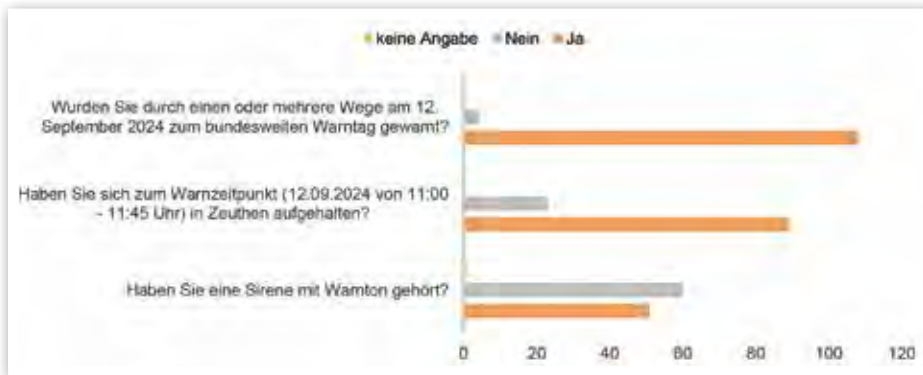 keine Angabe Nein Ja
Wurden Sie durch einen oder mehrere Wege am 12.
September 2024 zum bundesweiten Warntag gewarnt?
Haben Sie sich zum Warnzeitpunkt (12.09.2024 von 11:00
- 11:45 Uhr) in Zeuthen aufgehalten?
Haben Sie eine Sirene mit Warnton gehört?
0 20 40 60 80 100 120